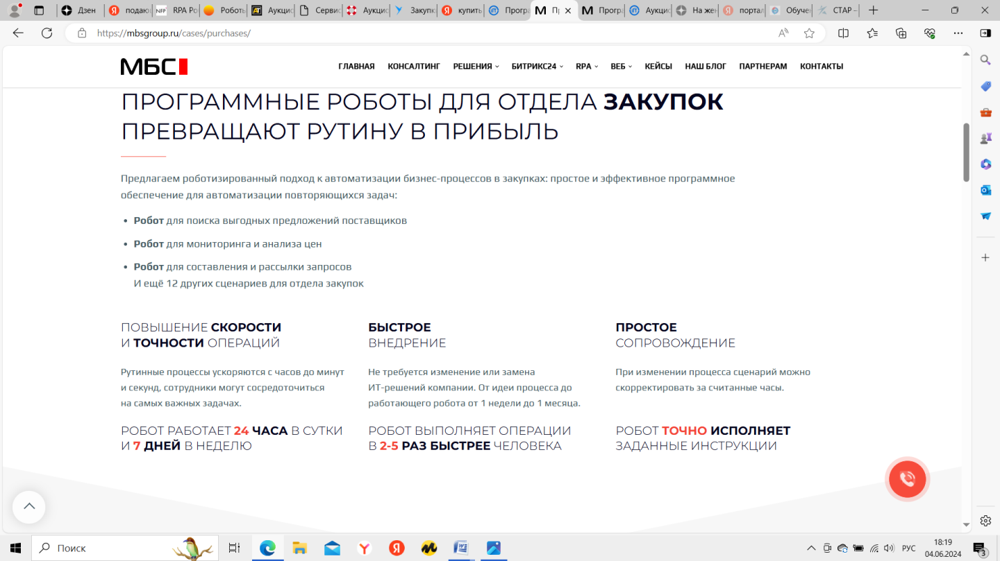 Дзен
подаю
NFP
RPA Po
Роботь
Аукцис
Сервис
Аукцис
Закупк
купить
Програ
Пр
Програ
Аукцис
На жен
портал
Обучен
СТАР –
https://mbsgroup.ru/cases/purchases/
МБС
ГЛАВНАЯ КОНСАЛТИНГ РЕШЕНИЯ БИТРИКС24 RPA ВЕБ КЕЙСЫ НАШ БЛОГ ПАРТНЕРАМ КОНТАКТЫ
ПРОГРАММНЫЕ РОБОТЫ ДЛЯ ОТДЕЛА ЗАКУПОК
ПРЕВРАЩАЮТ РУТИНУ В ПРИБЫЛЬ
Предлагаем роботизированный подход к автоматизации бизнес-процессов в закупках: простое и эффективное программное
обеспечение для автоматизации повторяющихся задач:
• Робот для поиска выгодных предложений поставщиков
• Робот для мониторинга и анализа цен
• Робот для составления и рассылки запросов
И ещё 12 других сценариев для отдела закупок
ПОВЫШЕНИЕ СКОРОСТИ
И ТОЧНОСТИ ОПЕРАЦИЙ
Рутинные процессы ускоряются с часов до минут
и секунд, сотрудники могут сосредоточиться
на самых важных задачах.
РОБОТ РАБОТАЕТ 24 ЧАСА В СУТКИ
И 7 ДНЕЙ В НЕДЕЛЮ
БЫСТРОЕ
ВНЕДРЕНИЕ
Не требуется изменение или замена
ИТ-решений компании. От идеи процесса до
работающего робота от 1 недели до 1 месяца.
РОБОТ ВЫПОЛНЯЕТ ОПЕРАЦИИ
В 2-5 РАЗ БЫСТРЕЕ ЧЕЛОВЕКА
ПРОСТОЕ
СОПРОВОЖДЕНИЕ
При изменении процесса сценарий можно
скорректировать за считанные часы.
РОБОТ ТОЧНО ИСПОЛНЯЕТ
ЗАДАННЫЕ ИНСТРУКЦИИ
Поиск
РУС
18:19
04.06.2024
3